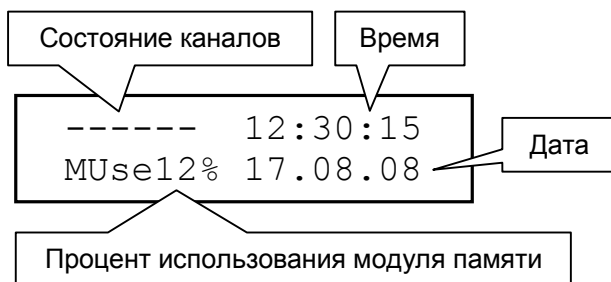 Состояние каналов
Время
------ 12:30:15
MUse12% 17.08.08
Дата
Процент использования модуля памяти